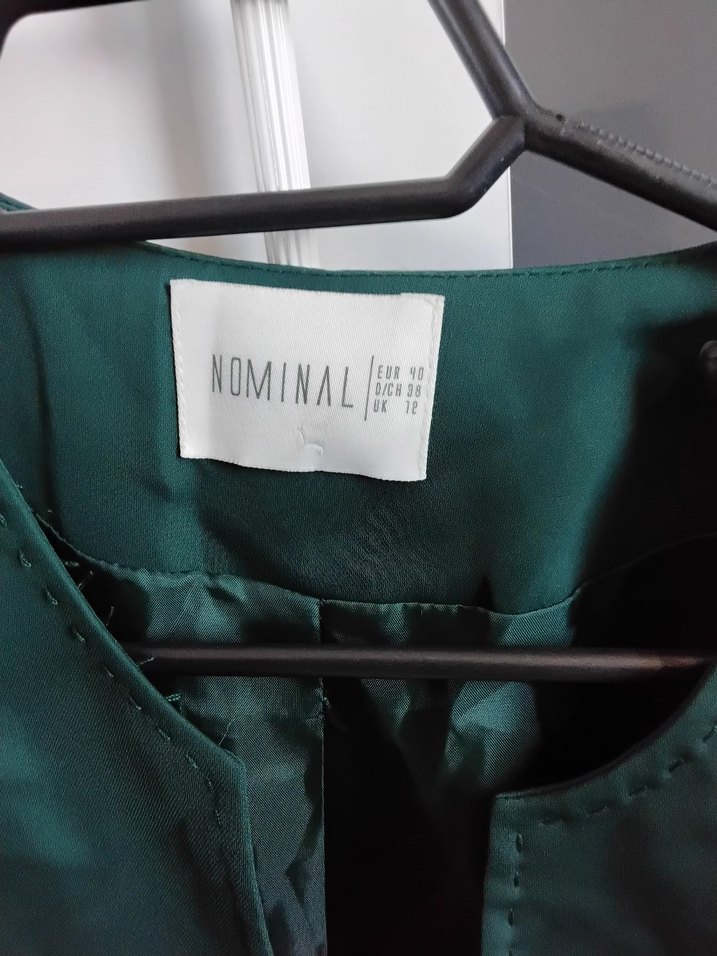 NOMINAL
EUR 40
D/CH 38
UK 12